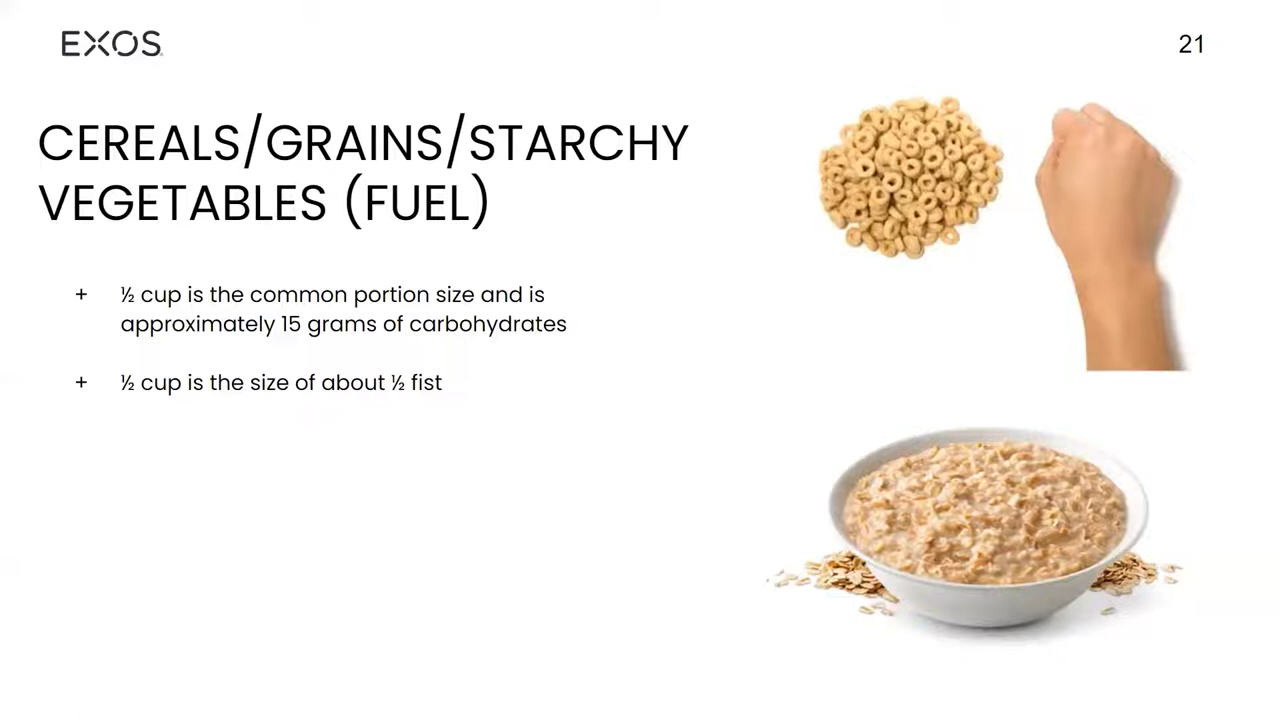 EXOS
21
CEREALS/GRAINS/STARCHY
VEGETABLES (FUEL)
+ ½ cup is the common portion size and is
approximately 15 grams of carbohydrates
+ ½ cup is the size of about ½ fist